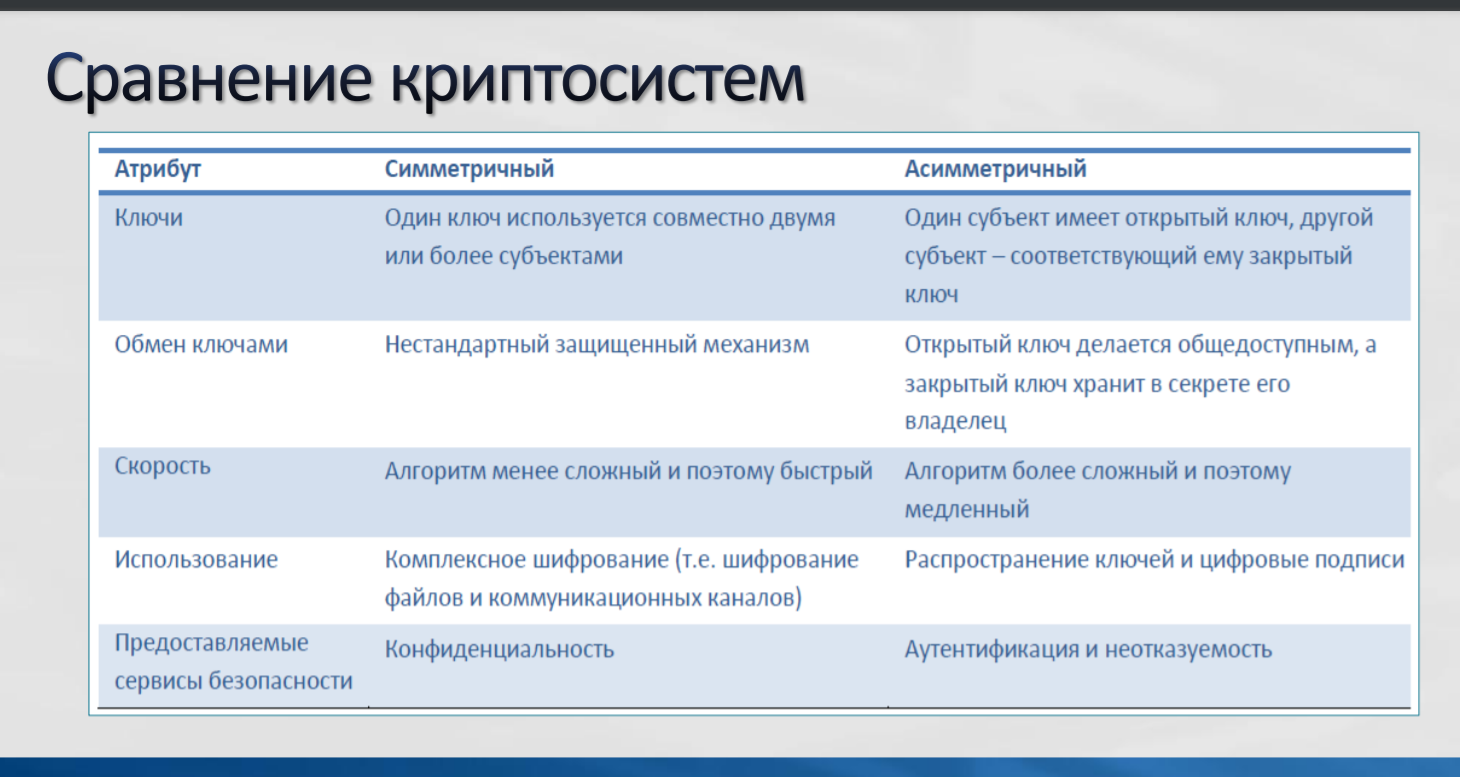 Сравнение криптосистем
Атрибут Симметричный Асимметричный
Ключи Один ключ используется совместно двумя Один субъект имеет открытый ключ, другой
или более субъектами субъект – соответствующий ему закрытый
ключ
Обмен ключами Нестандартный защищенный механизм Открытый ключ делается общедоступным, а
закрытый ключ хранит в секрете его
владелец
Скорость Алгоритм менее сложный и поэтому быстрый Алгоритм более сложный и поэтому
медленный
Использование Комплексное шифрование (т.е. шифрование Распространение ключей и цифровые подписи
файлов и коммуникационных каналов)
Предоставляемые Конфиденциальность Аутентификация и неотказуемость
сервисы безопасности